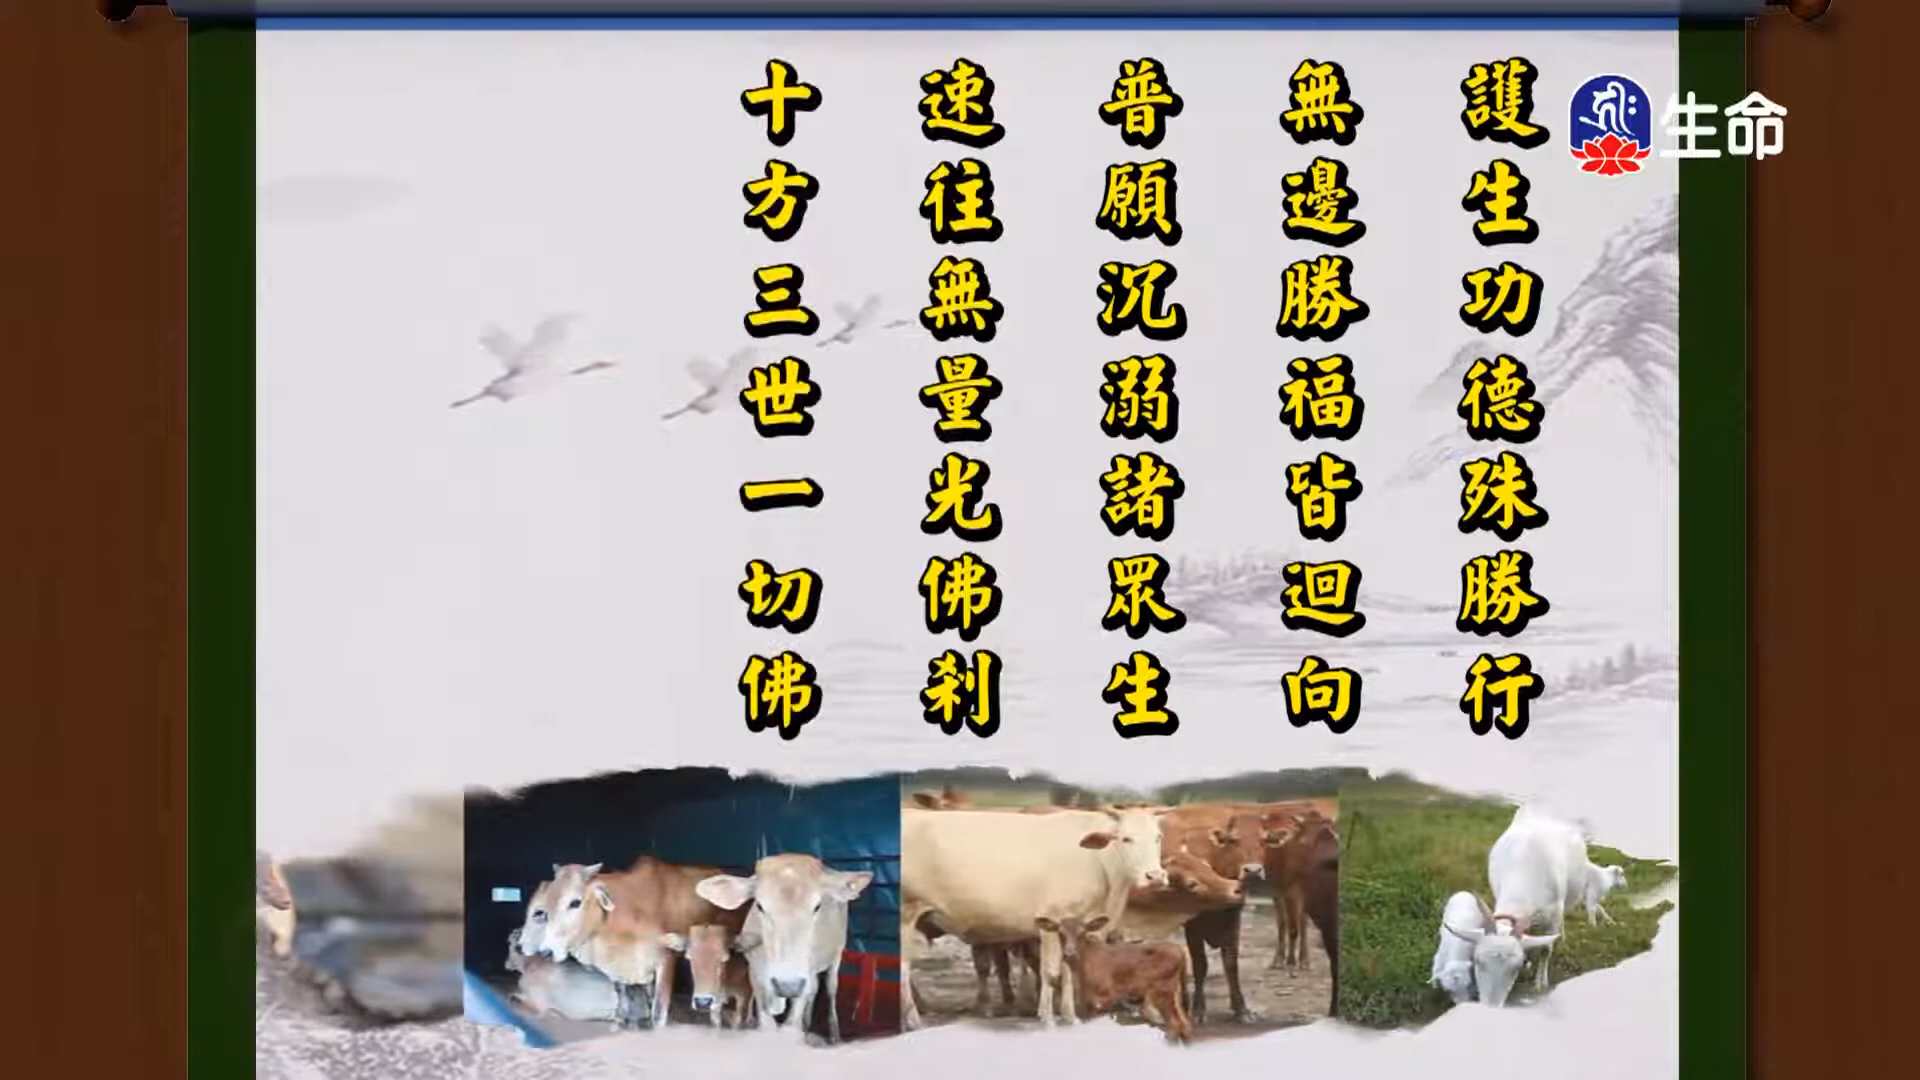 護生功德殊勝行
無邊勝福皆迴向
普願沉溺諸眾生
速往無量光佛剎
十方三世一切佛
生命